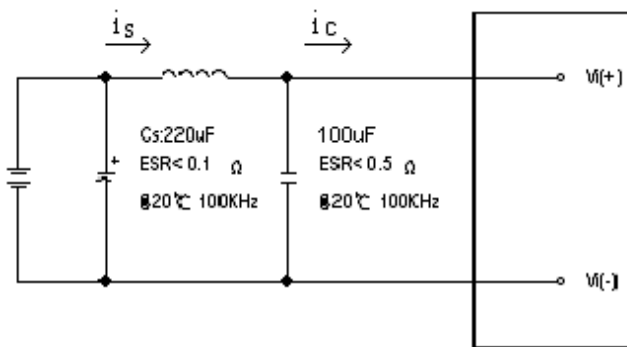 is
ic
Vi(+)
Cs:220uF
100uF
+
ESR< 0.1 Ω
ESR< 0.5 Ω
@20℃ 100KHz
@20℃ 100KHz
Vi(-)